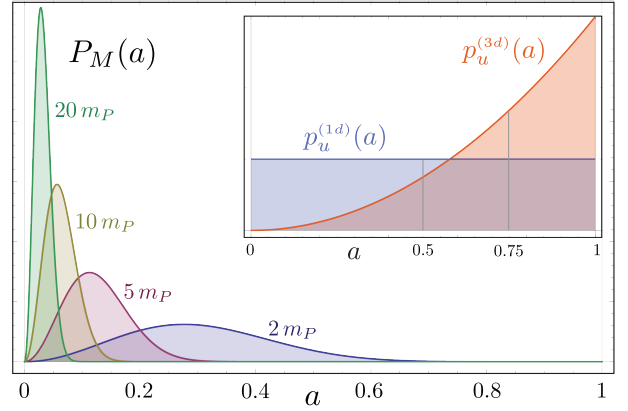 P_M(a)
20 m_P
10 m_P
5 m_P
2 m_P
0 0.2 0.4 0.6 0.8 1
a
p_u^{(3d)}(a)
p_u^{(1d)}(a)
0 0.5 0.75 1
a